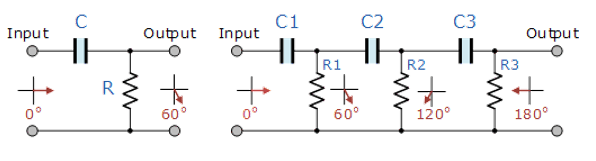 C
Input
Output
R
0°
60°
C1
C2
C3
Input
Output
R1
R2
R3
0°
60°
120°
180°